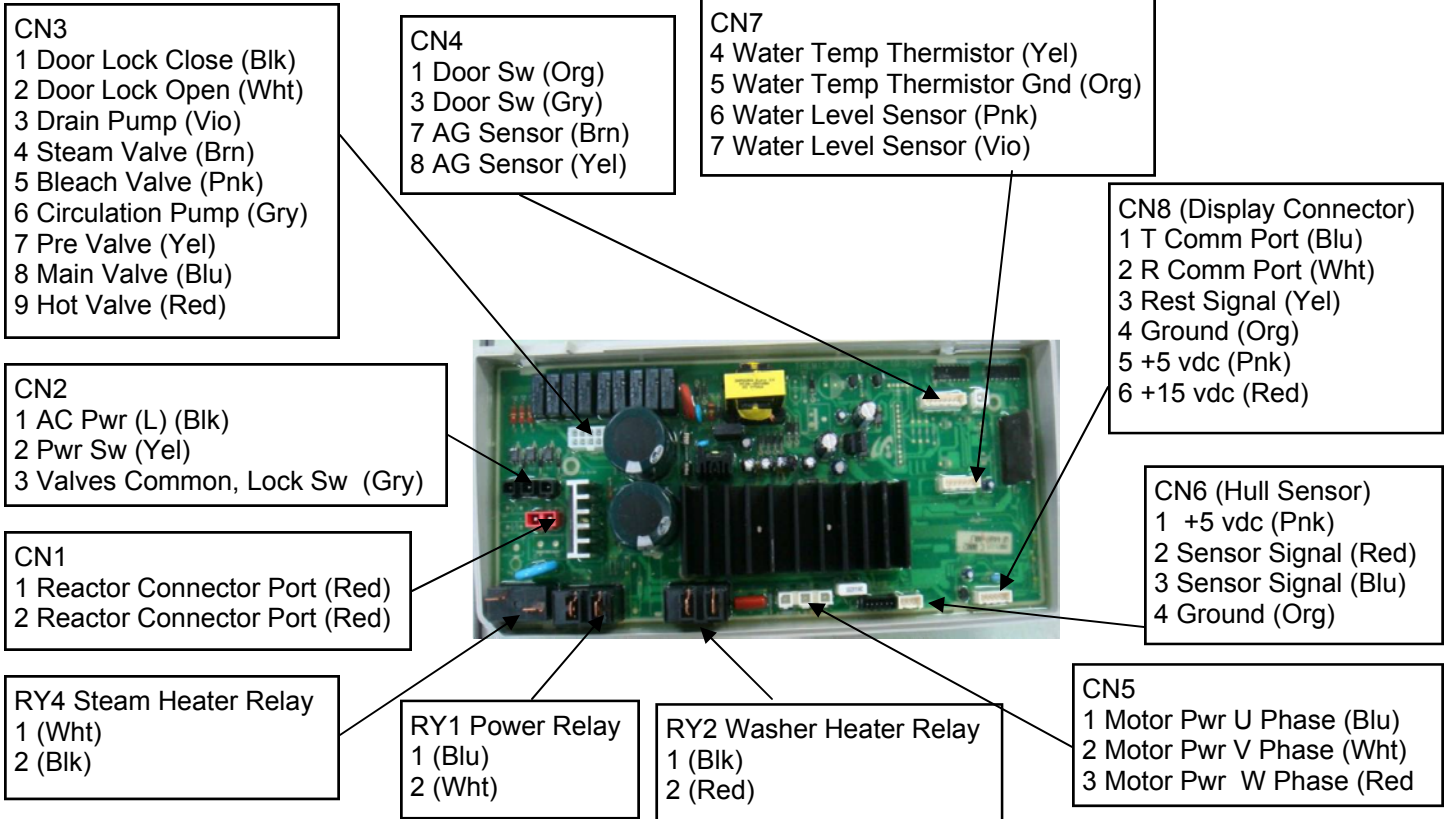 CN3
1 Door Lock Close (Blk)
2 Door Lock Open (Wht)
3 Drain Pump (Vio)
4 Steam Valve (Brn)
5 Bleach Valve (Pnk)
6 Circulation Pump (Gry)
7 Pre Valve (Yel)
8 Main Valve (Blu)
9 Hot Valve (Red)
CN4
1 Door Sw (Org)
3 Door Sw (Gry)
7 AG Sensor (Brn)
8 AG Sensor (Yel)
CN7
4 Water Temp Thermistor (Yel)
5 Water Temp Thermistor Gnd (Org)
6 Water Level Sensor (Pnk)
7 Water Level Sensor (Vio)
CN8 (Display Connector)
1 T Comm Port (Blu)
2 R Comm Port (Wht)
3 Rest Signal (Yel)
4 Ground (Org)
5 +5 vdc (Pnk)
6 +15 vdc (Red)
CN2
1 AC Pwr (L) (Blk)
2 Pwr Sw (Yel)
3 Valves Common, Lock Sw (Gry)
CN6 (Hull Sensor)
1 +5 vdc (Pnk)
2 Sensor Signal (Red)
3 Sensor Signal (Blu)
4 Ground (Org)
CN1
1 Reactor Connector Port (Red)
2 Reactor Connector Port (Red)
RY4 Steam Heater Relay
1 (Wht)
2 (Blk)
RY1 Power Relay
1 (Blu)
2 (Wht)
RY2 Washer Heater Relay
1 (Blk)
2 (Red)
CN5
1 Motor Pwr U Phase (Blu)
2 Motor Pwr V Phase (Wht)
3 Motor Pwr W Phase (Red